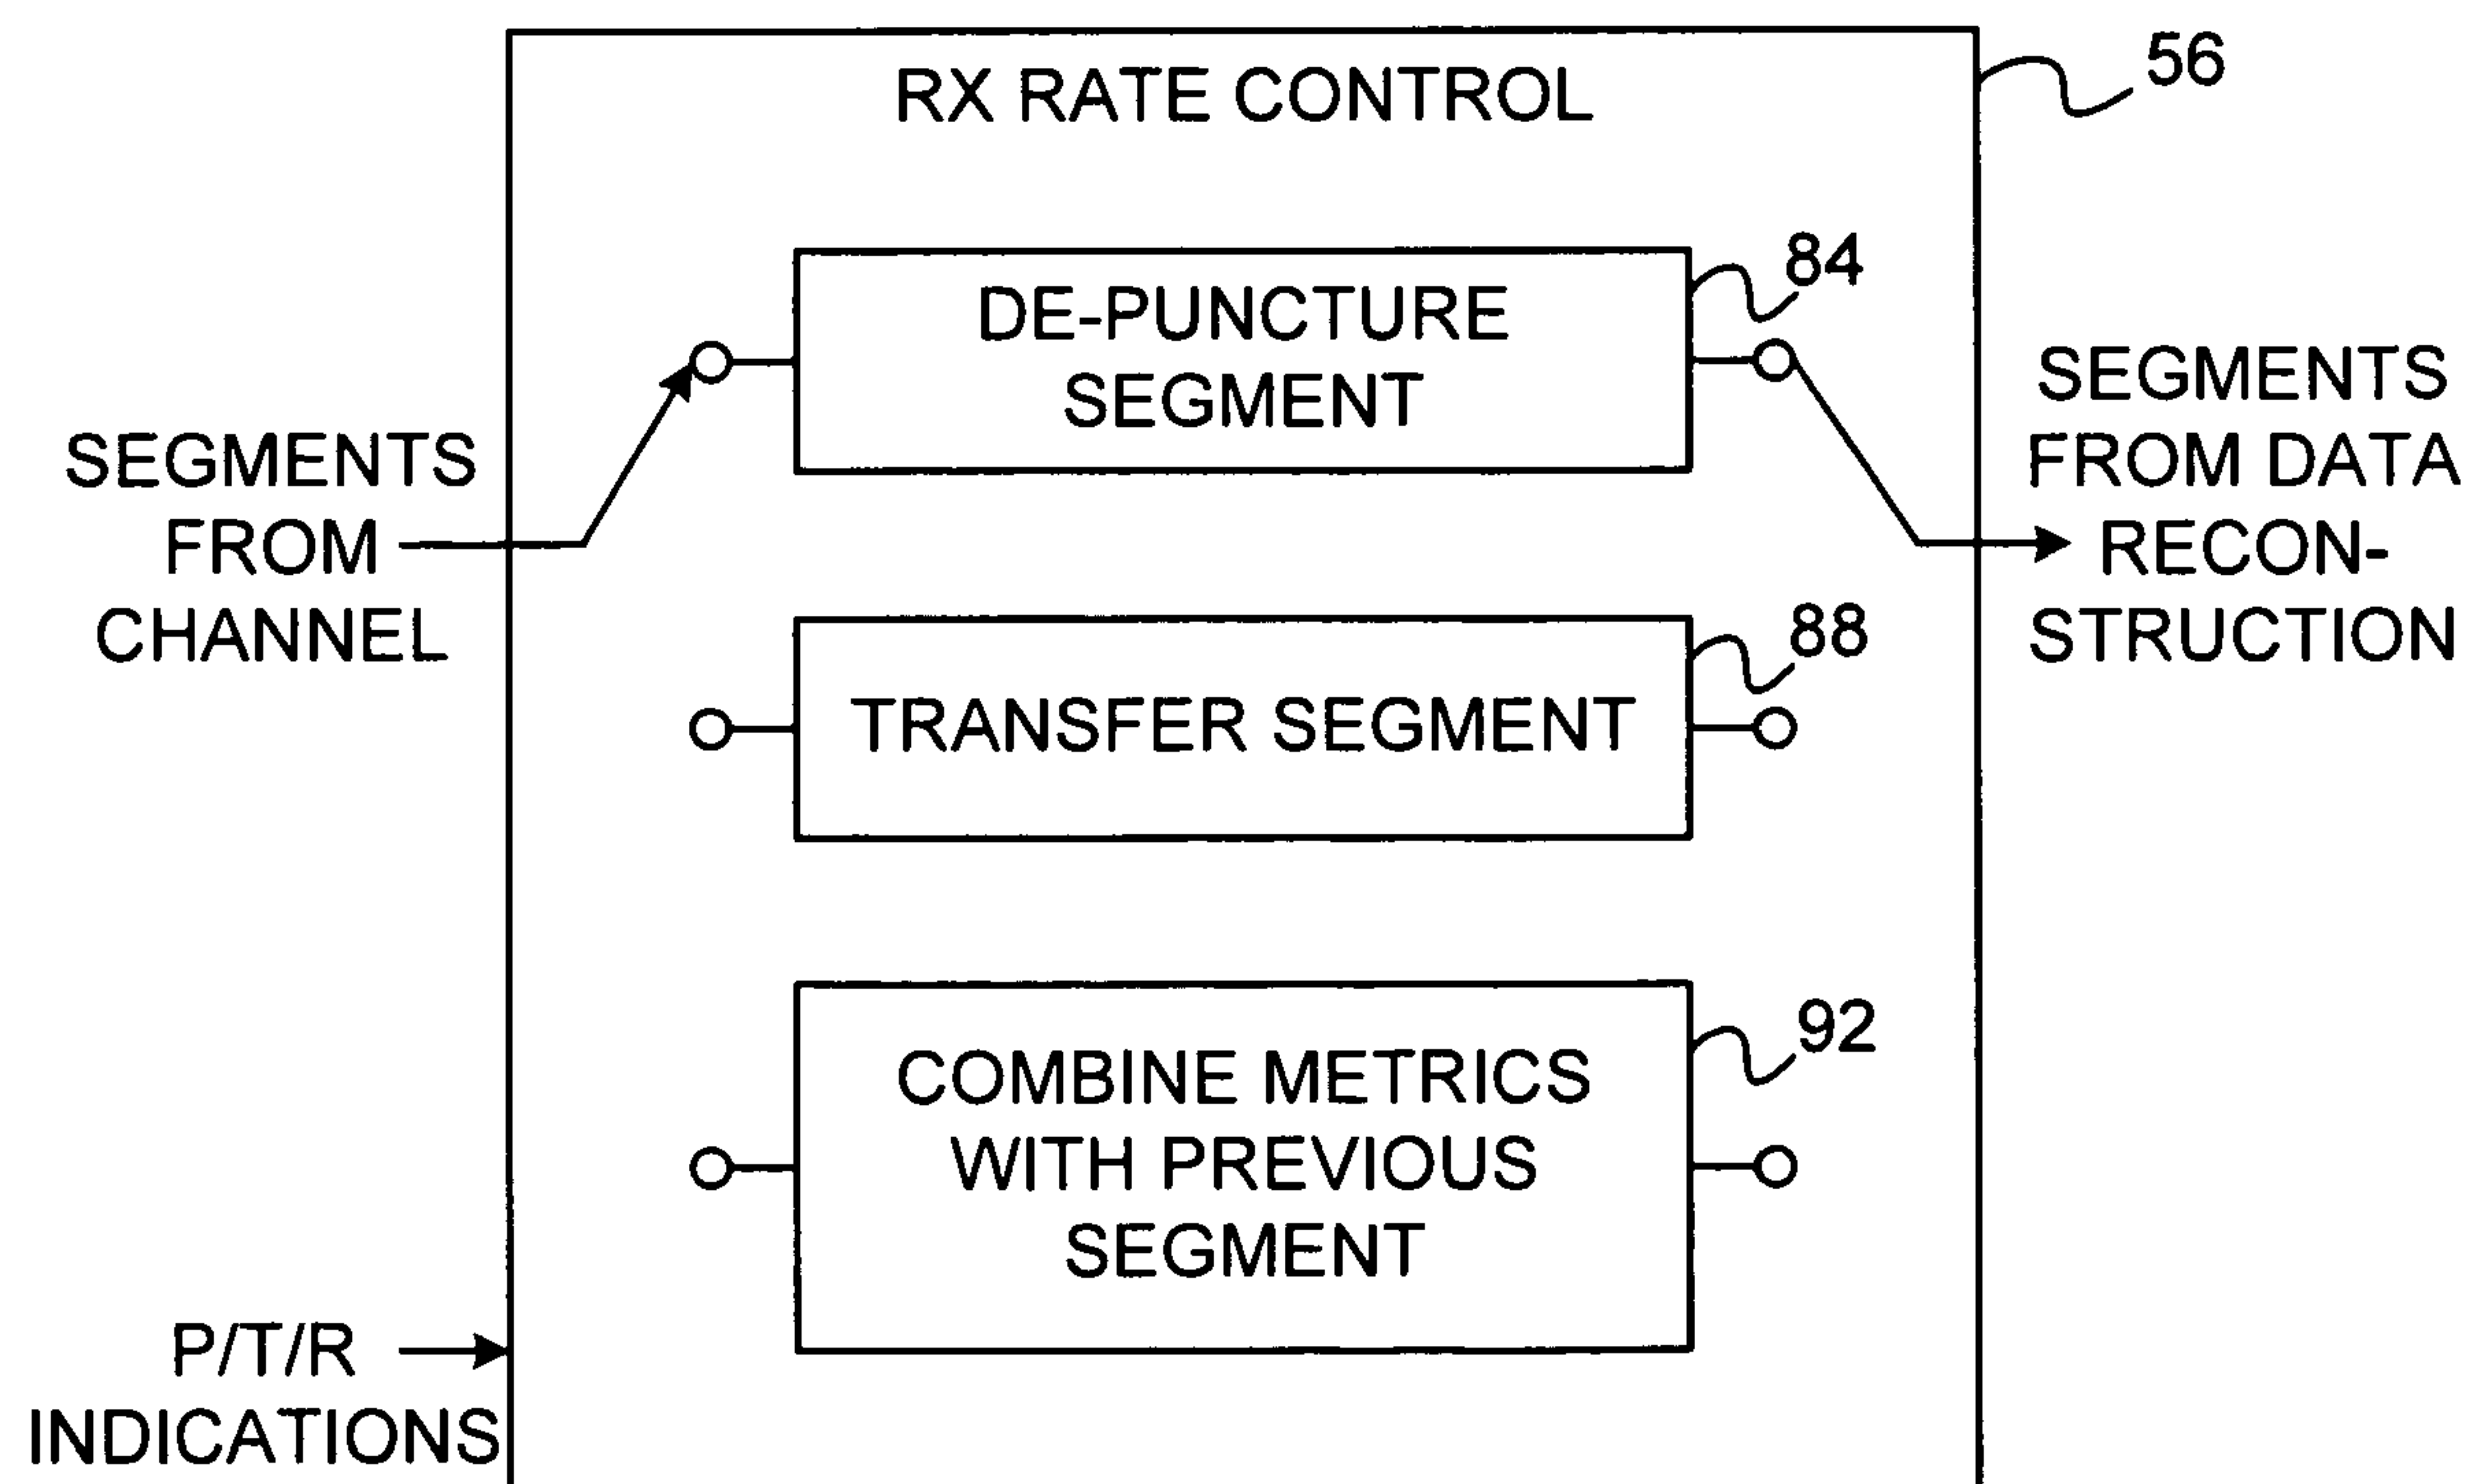 RX RATE CONTROL
56
DE-PUNCTURE
SEGMENT
84
SEGMENTS
FROM
CHANNEL
SEGMENTS
FROM DATA
RECON-
STRUCTION
TRANSFER SEGMENT
88
COMBINE METRICS
WITH PREVIOUS
SEGMENT
92
P/T/R
INDICATIONS